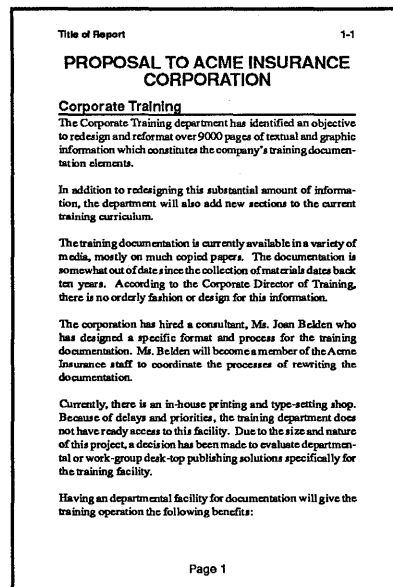 Title of Report 1-1
PROPOSAL TO ACME INSURANCE
CORPORATION
Corporate Training
The Corporate Training department has identified an objective
to redesign and reformat over 9000 pages of textual and graphic
information which constitutes the company's training documen-
tation elements.
In addition to redesigning this substantial amount of informa-
tion, the department will also add new sections to the current
training curriculum.
The training documentation is currently available in a variety of
media, mostly on much copied papers. The documentation is
somewhat out of date since the collection of materials dates back
ten years. According to the Corporate Director of Training,
there is no orderly fashion or design for this information.
The corporation has hired a consultant, Ms. Joan Belden who
has designed a specific format and process for the training
documentation. Ms. Belden will become a member of the Acme
Insurance staff to coordinate the processes of rewriting the
documentation.
Currently, there is an in-house printing and type-setting shop.
Because of delays and priorities, the training department does
not have ready access to this facility. Due to the size and nature
of this project, a decision has been made to evaluate departmen-
tal or work-group desk-top publishing solutions specifically for
the training facility.
Having an departmental facility for documentation will give the
training operation the following benefits:
Page 1